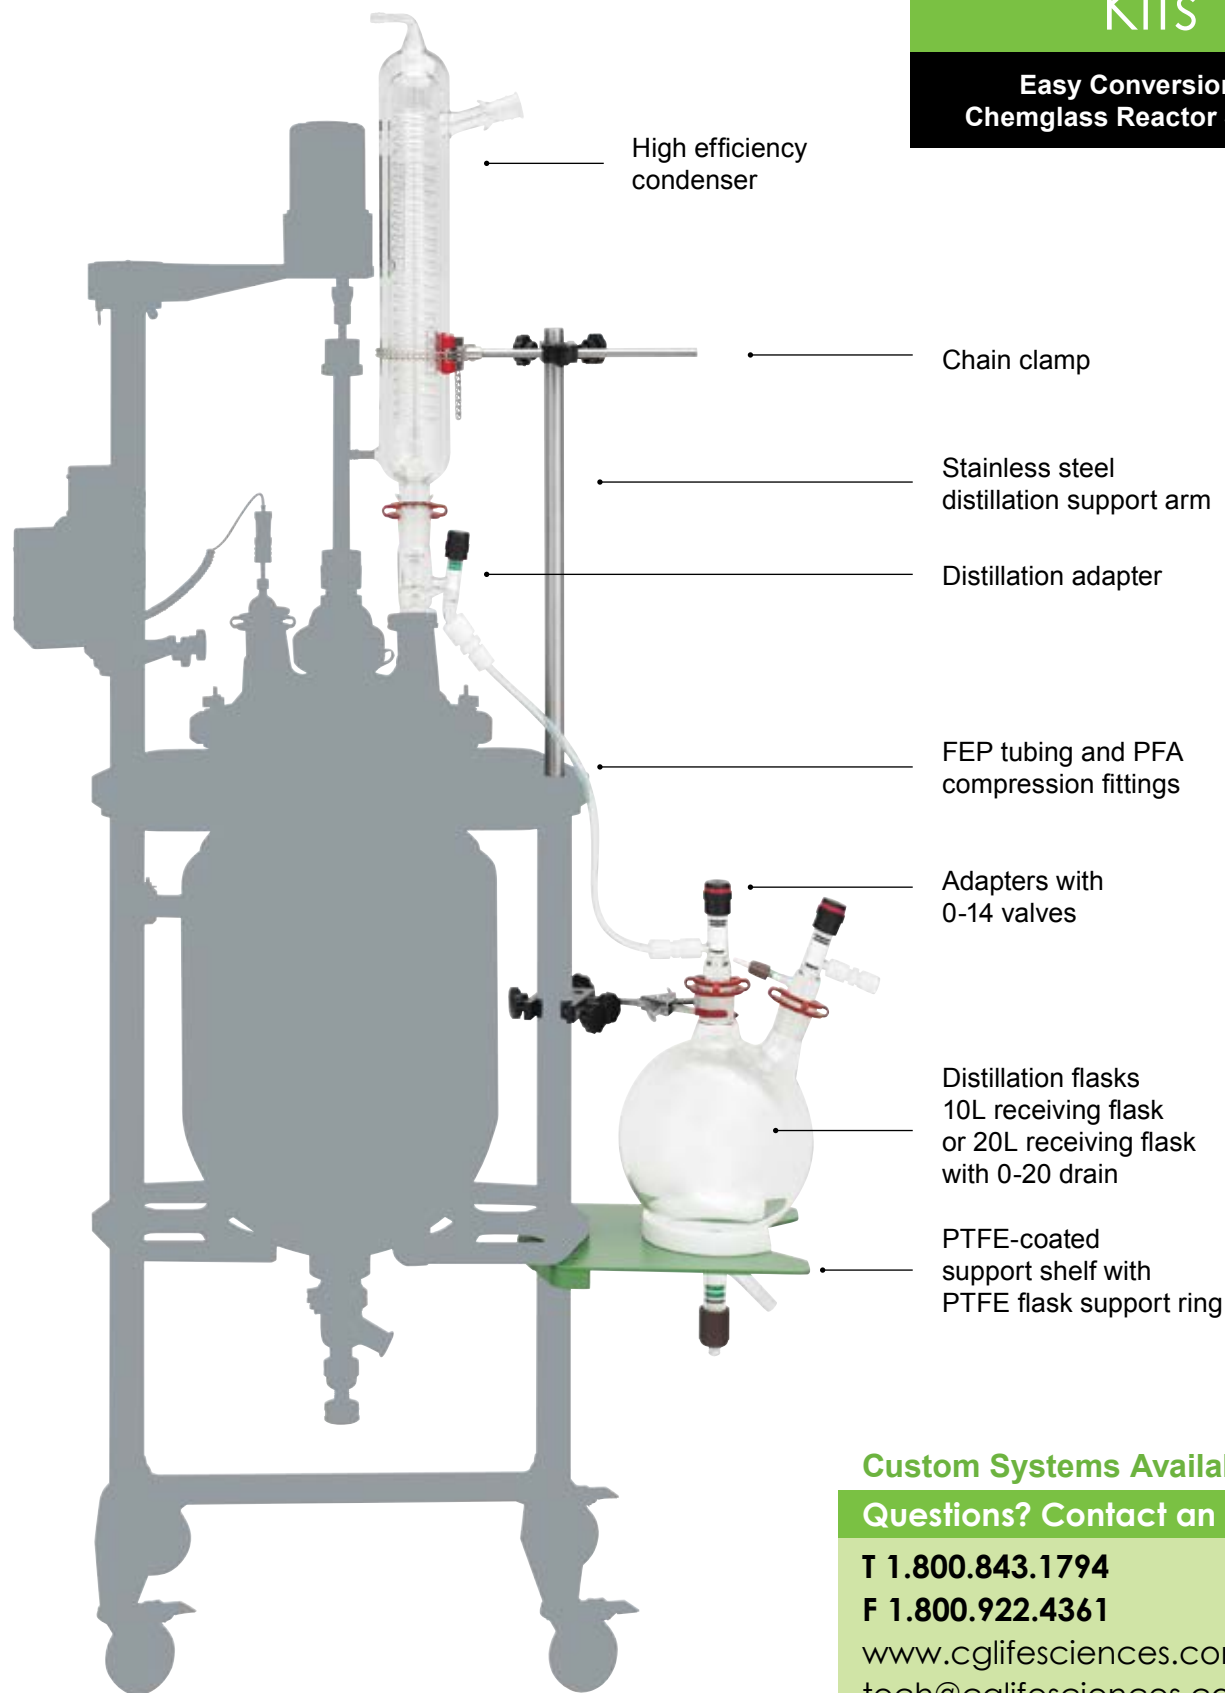 Kits
Easy Conversion
Chemglass Reactor
High efficiency
condenser
Chain clamp
Stainless steel
distillation support arm
Distillation adapter
FEP tubing and PFA
compression fittings
Adapters with
0-14 valves
Distillation flasks
10L receiving flask
or 20L receiving flask
with 0-20 drain
PTFE-coated
support shelf with
PTFE flask support ring
Custom Systems Availa
Questions? Contact an
T 1.800.843.1794
F 1.800.922.4361
www.cglifesciences.com
tech@cglifesciences.co